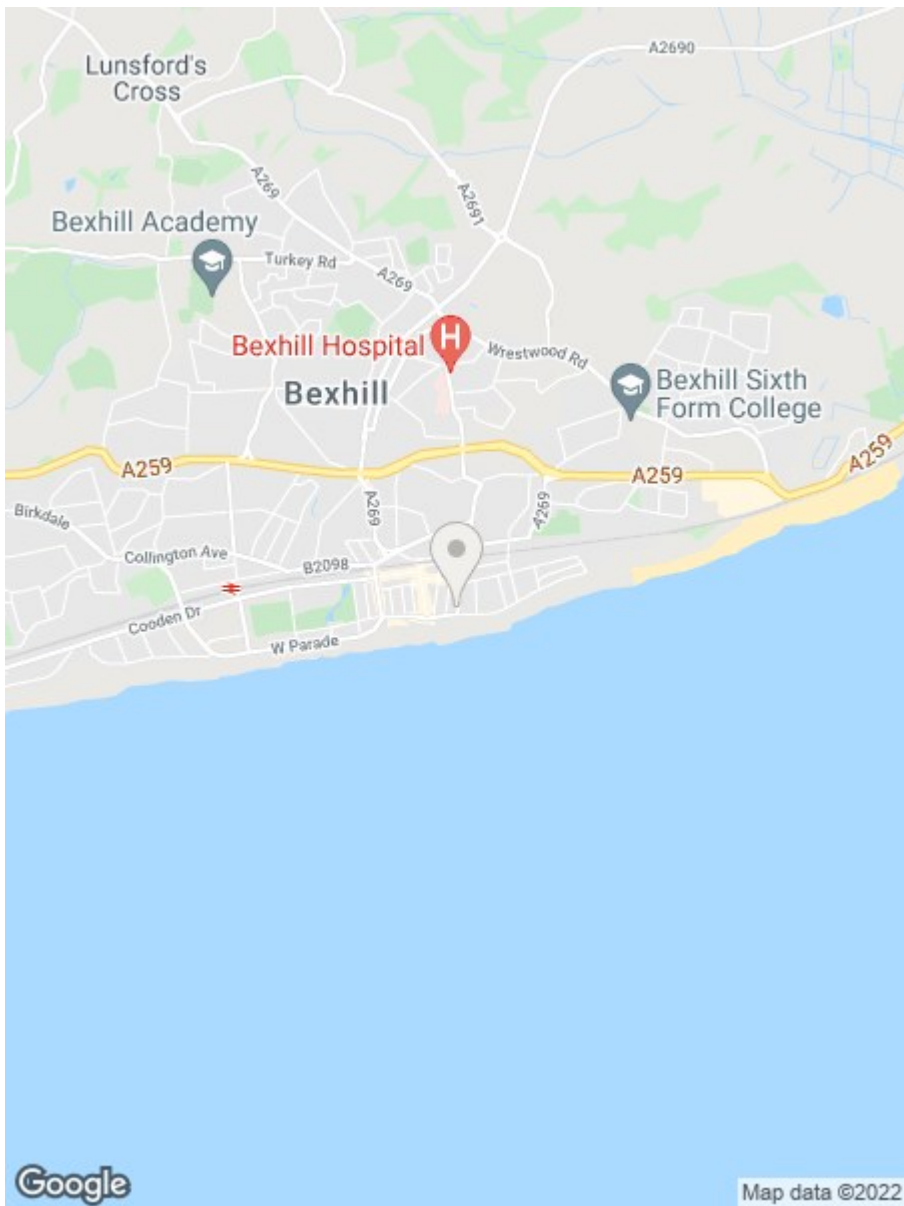 A2690
Lunsford's
Cross
A269
A2691
Bexhill Academy
Turkey Rd
A269
H
Bexhill Hospital
Wrestwood Rd
Bexhill Sixth
Form College
Bexhill
A259
A259
A259
A269
A269
Birkdale
Collington Ave
B2098
Cooden Dr
W Parade
Google
Map data ©2022